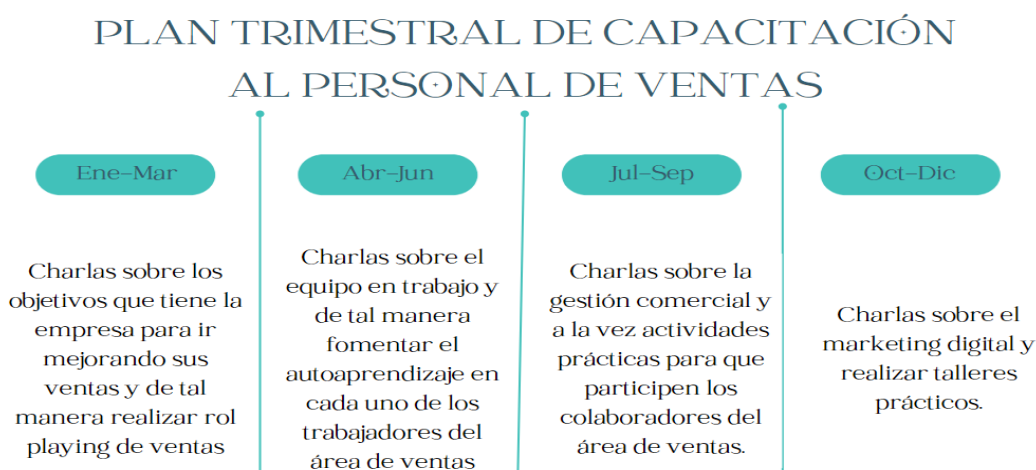 PLAN TRIMESTRAL DE CAPACITACIÓN
AL PERSONAL DE VENTAS
Ene-Mar
Charlas sobre los
objetivos que tiene la
empresa para ir
mejorando sus
ventas y de tal
manera realizar rol
playing de ventas
Abr-Jun
Charlas sobre el
equipo en trabajo y
de tal manera
fomentar el
autoaprendizaje en
cada uno de los
trabajadores del
área de ventas
Jul-Sep
Charlas sobre la
gestión comercial y
a la vez actividades
prácticas para que
participen los
colaboradores del
área de ventas.
Oct-Dic
Charlas sobre el
marketing digital y
realizar talleres
prácticos.